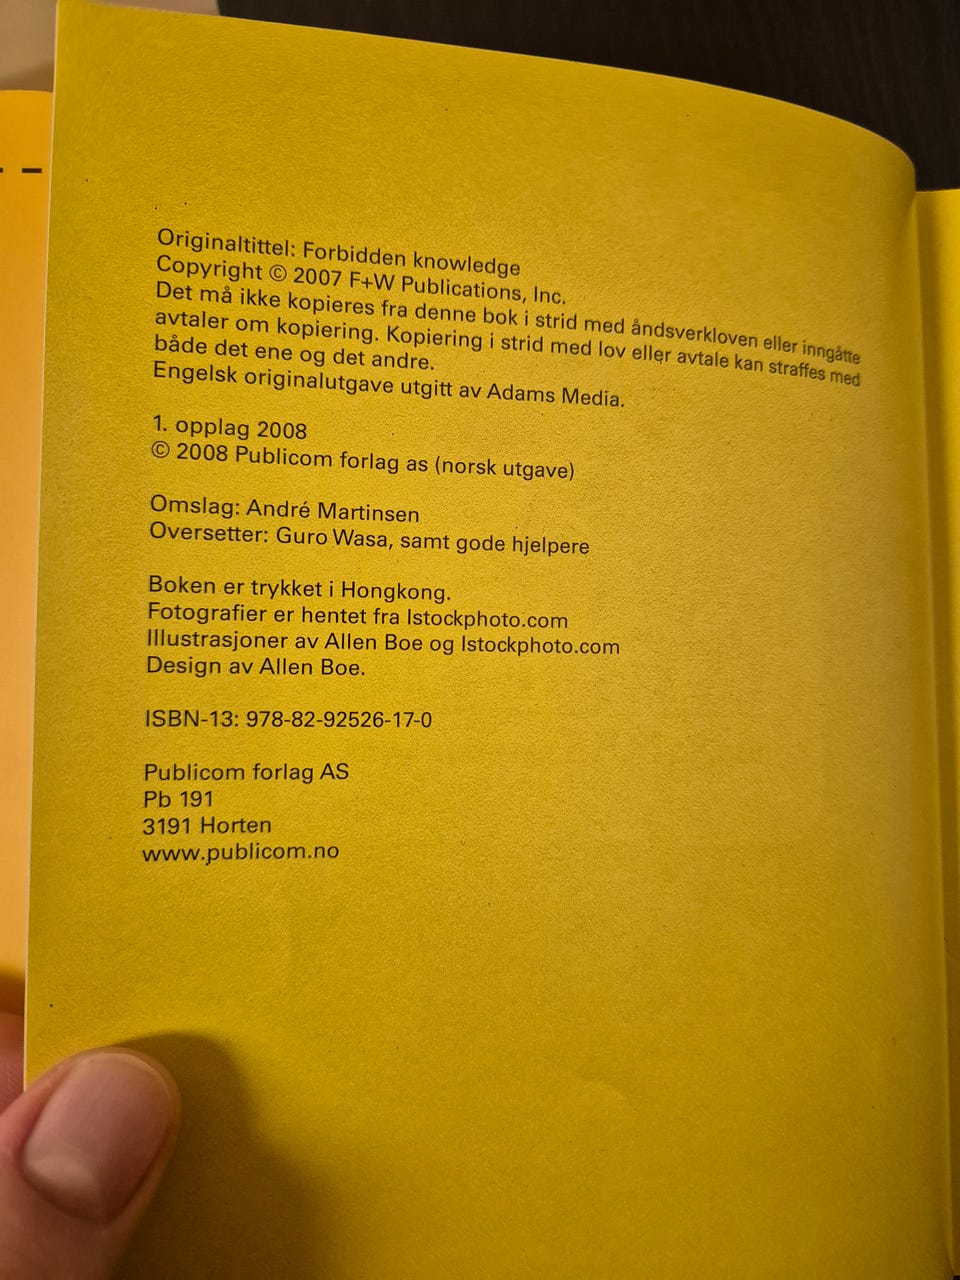 Originaltittel: Forbidden knowledge
Copyright © 2007 F+W Publications, Inc.
Det må ikke kopieres fra denne bok i strid med åndsverkloven eller inngåtte
avtaler om kopiering. Kopiering i strid med lov eller avtale kan straffes med
både det ene og det andre.
Engelsk originalutgave utgitt av Adams Media.
1. opplag 2008
© 2008 Publicom forlag as (norsk utgave)
Omslag: André Martinsen
Oversetter: Guro Wasa, samt gode hjelpere
Boken er trykket i Hongkong.
Fotografier er hentet fra Istockphoto.com
Illustrasjoner av Allen Boe og Istockphoto.com
Design av Allen Boe.
ISBN-13: 978-82-92526-17-0
Publicom forlag AS
Pb 191
3191 Horten
www.publicom.no